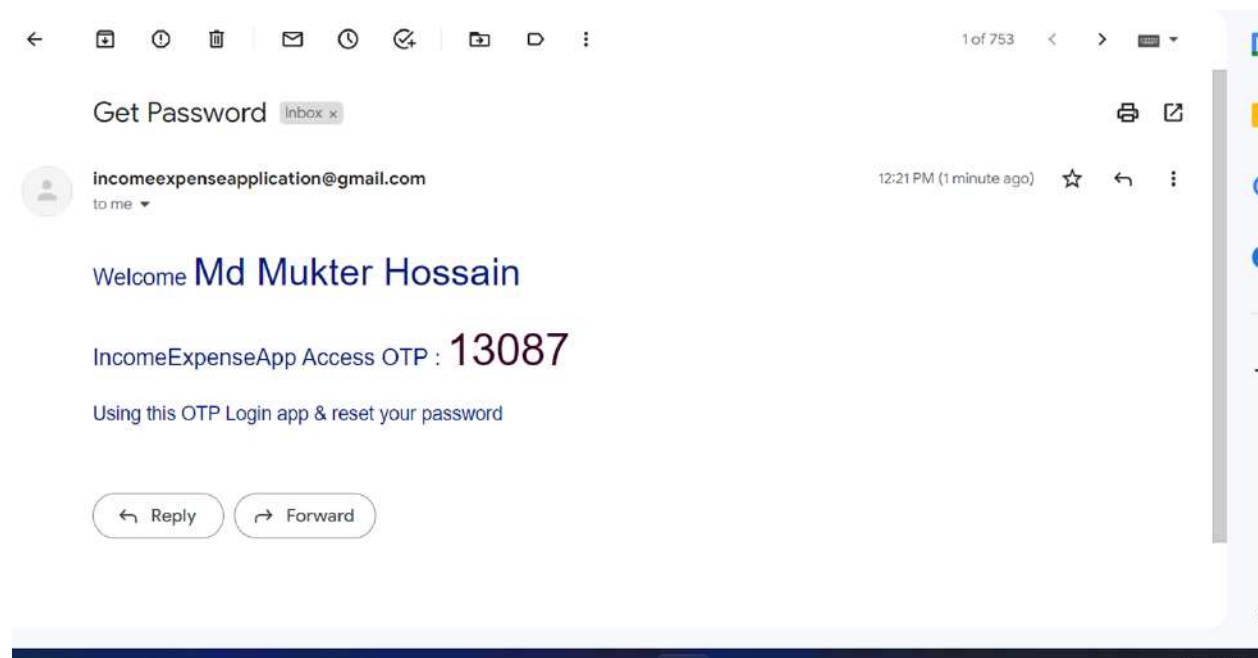 1 of 753
Get Password Inbox ×
incomeexpenseapplication@gmail.com 12:21 PM (1 minute ago)
to me
Welcome Md Mukter Hossain
IncomeExpenseApp Access OTP : 13087
Using this OTP Login app & reset your password
Reply Forward